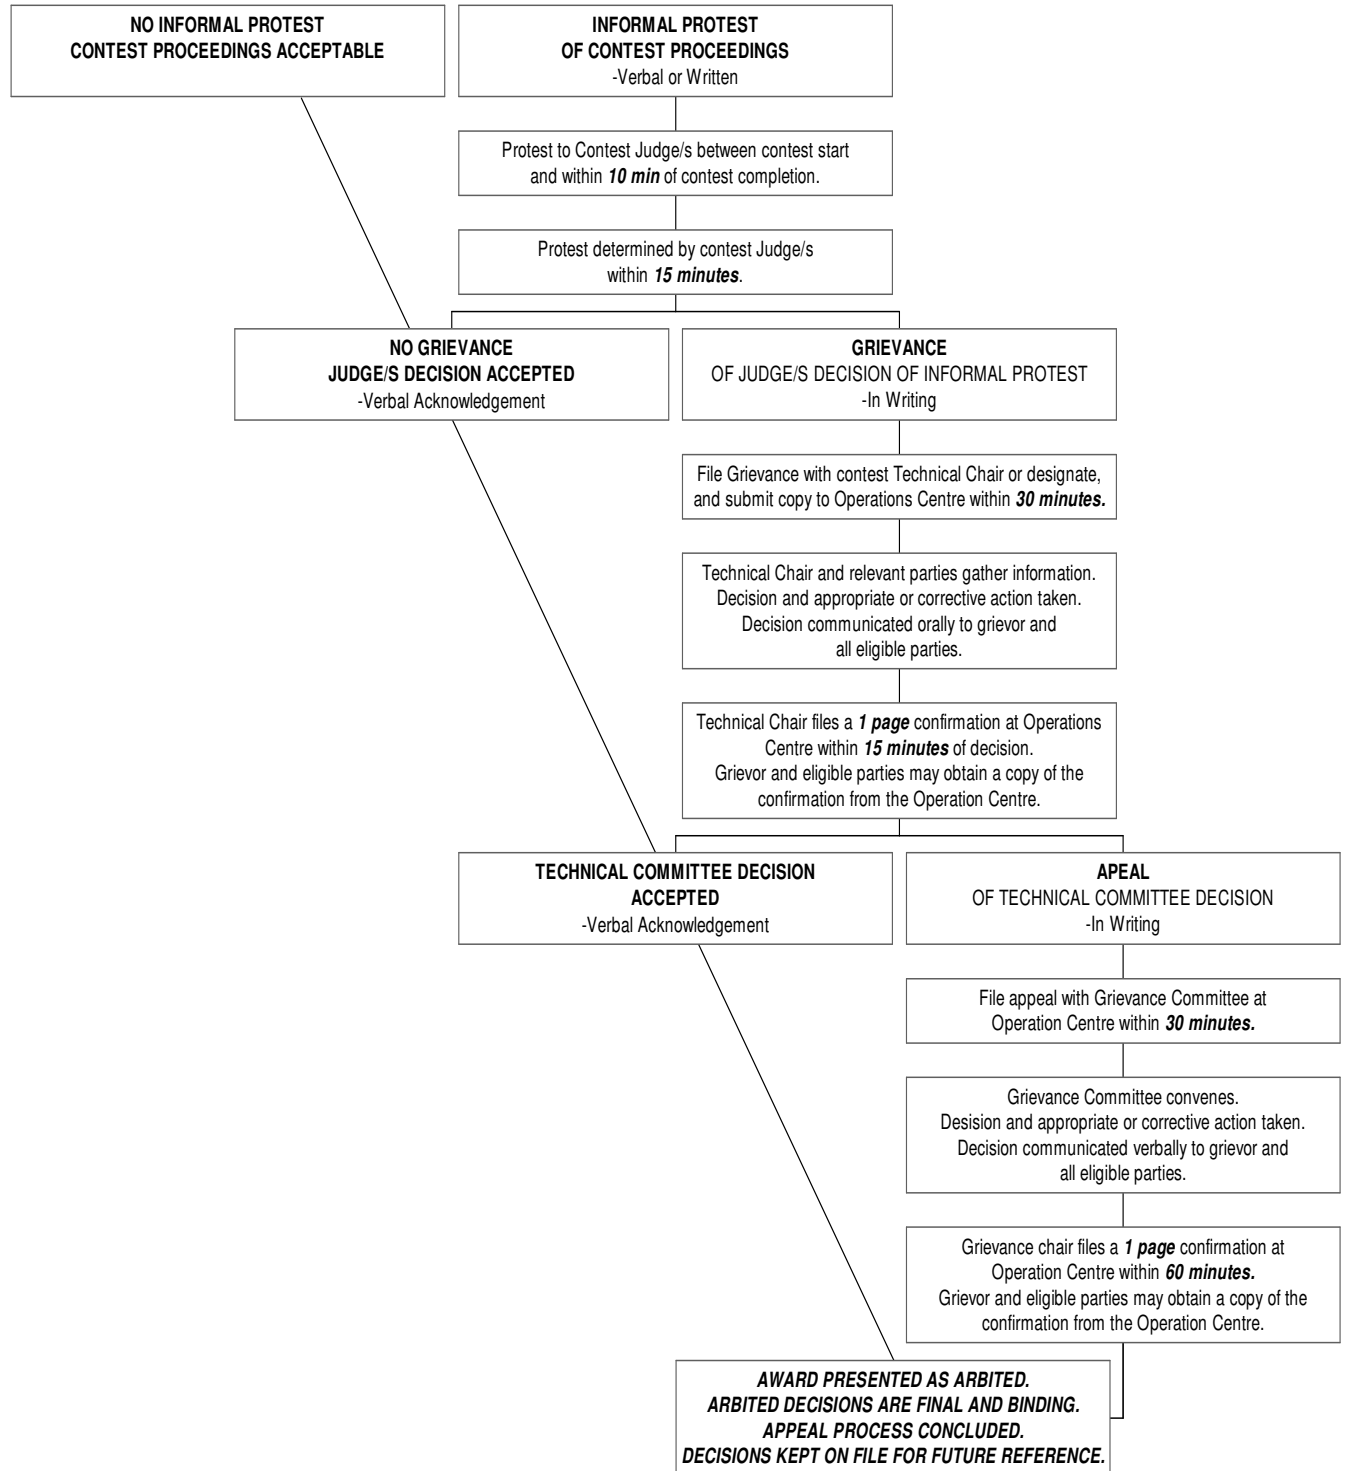 NO INFORMAL PROTEST
CONTEST PROCEEDINGS ACCEPTABLE
INFORMAL PROTEST
OF CONTEST PROCEEDINGS
-Verbal or Written
Protest to Contest Judge/s between contest start
and within 10 min of contest completion.
Protest determined by contest Judge/s
within 15 minutes.
NO GRIEVANCE
JUDGE/S DECISION ACCEPTED
-Verbal Acknowledgement
GRIEVANCE
OF JUDGE/S DECISION OF INFORMAL PROTEST
-In Writing
File Grievance with contest Technical Chair or designate,
and submit copy to Operations Centre within 30 minutes.
Technical Chair and relevant parties gather information.
Decision and appropriate or corrective action taken.
Decision communicated orally to grievor and
all eligible parties.
Technical Chair files a 1 page confirmation at Operations
Centre within 15 minutes of decision.
Grievor and eligible parties may obtain a copy of the
confirmation from the Operation Centre.
TECHNICAL COMMITTEE DECISION
ACCEPTED
-Verbal Acknowledgement
APEAL
OF TECHNICAL COMMITTEE DECISION
-In Writing
File appeal with Grievance Committee at
Operation Centre within 30 minutes.
Grievance Committee convenes.
Desision and appropriate or corrective action taken.
Decision communicated verbally to grievor and
all eligible parties.
Grievance chair files a 1 page confirmation at
Operation Centre within 60 minutes.
Grievor and eligible parties may obtain a copy of the
confirmation from the Operation Centre.
AWARD PRESENTED AS ARBITED.
ARBITED DECISIONS ARE FINAL AND BINDING.
APPEAL PROCESS CONCLUDED.
DECISIONS KEPT ON FILE FOR FUTURE REFERENCE.